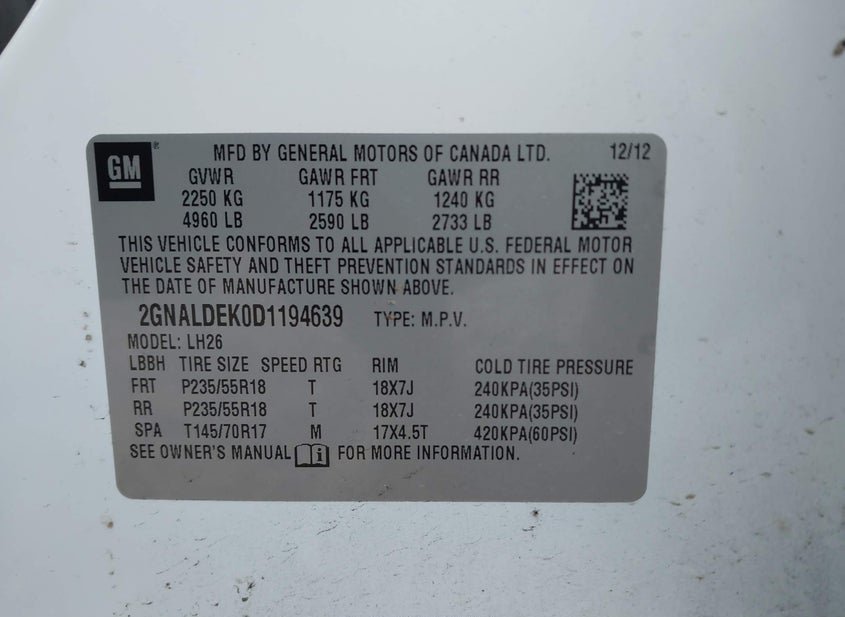 GM® MFD BY GENERAL MOTORS OF CANADA LTD. 12/12
GVWR GAWR FRT GAWR RR
2250 KG 1175 KG 1240 KG
4960 LB 2590 LB 2733 LB
THIS VEHICLE CONFORMS TO ALL APPLICABLE U.S. FEDERAL MOTOR
VEHICLE SAFETY AND THEFT PREVENTION STANDARDS IN EFFECT ON
THE DATE OF MANUFACTURE SHOWN ABOVE.
2GNALDEK0D1194639 TYPE: M.P.V.
MODEL: LH26
LBBH TIRE SIZE SPEED RTG RIM COLD TIRE PRESSURE
FRT P235/55R18 T 18X7J 240KPA(35PSI)
RR P235/55R18 T 18X7J 240KPA(35PSI)
SPA T145/70R17 M 17X4.5T 420KPA(60PSI)
SEE OWNER'S MANUAL i FOR MORE INFORMATION.